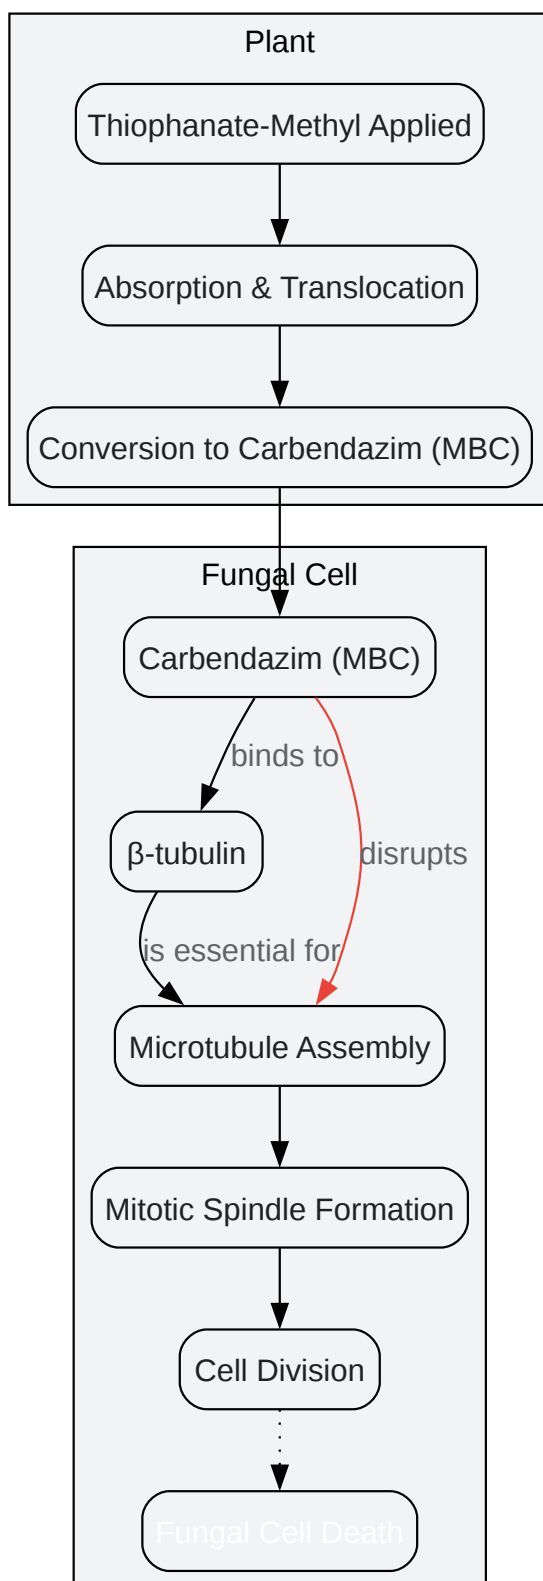 Plant
Thiophanate-Methyl Applied
Absorption & Translocation
Conversion to Carbendazim (MBC)
Fungal Cell
Carbendazim (MBC)
binds to
β-tubulin
disrupts
is essential for
Microtubule Assembly
Mitotic Spindle Formation
Cell Division
Fungal Cell Death